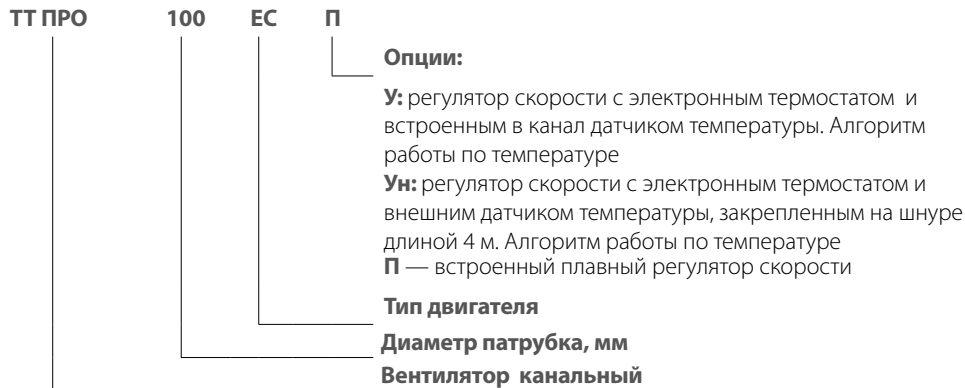 ТТ ПРО 100 ЕС П
Опции:
У: регулятор скорости с электронным термостатом и
встроенным в канал датчиком температуры. Алгоритм
работы по температуре
Ун: регулятор скорости с электронным термостатом и
внешним датчиком температуры, закрепленным на шнуре
длиной 4 м. Алгоритм работы по температуре
П — встроенный плавный регулятор скорости
Тип двигателя
Диаметр патрубка, мм
Вентилятор канальный